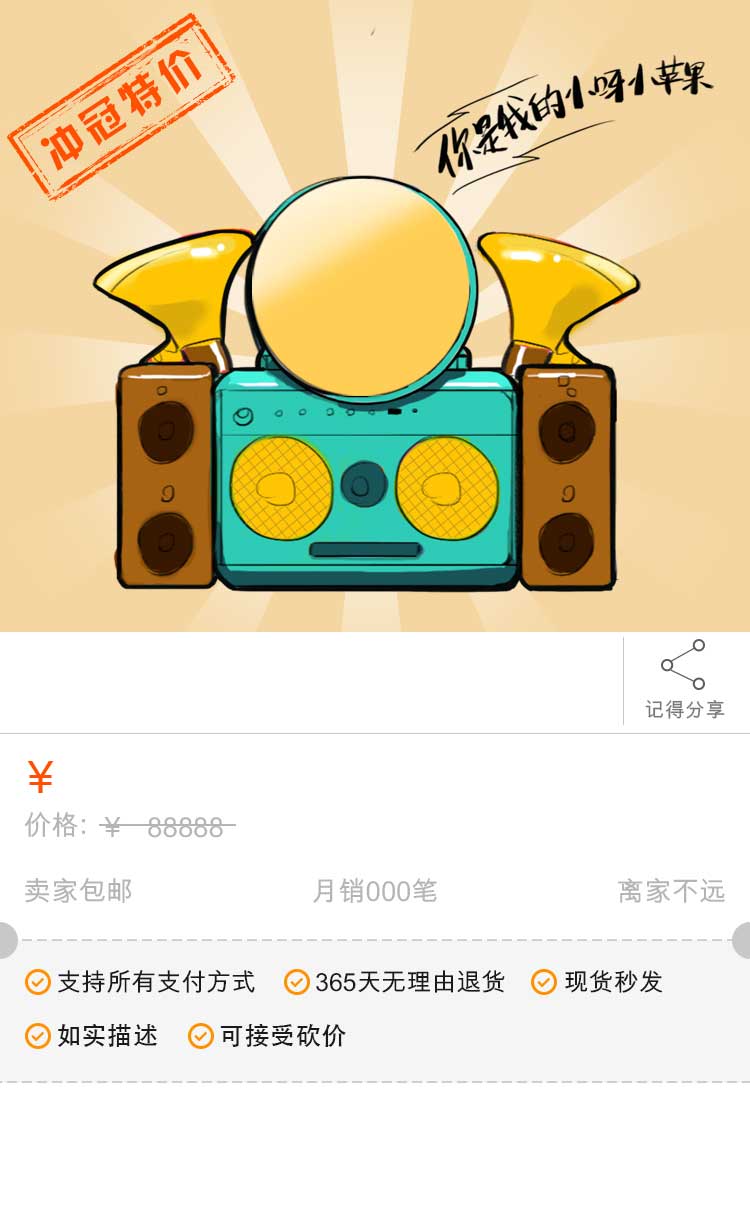 冲冠特价
你是我的小呀小苹果
记得分享
¥
价格: ¥ 88888
卖家包邮 月销000笔 离家不远
支持所有支付方式 365天无理由退货 现货秒发
如实描述 可接受砍价